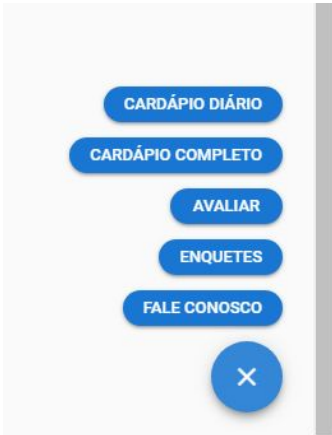 CARDÁPIO DIÁRIO
CARDÁPIO COMPLETO
AVALIAR
ENQUETES
FALE CONOSCO